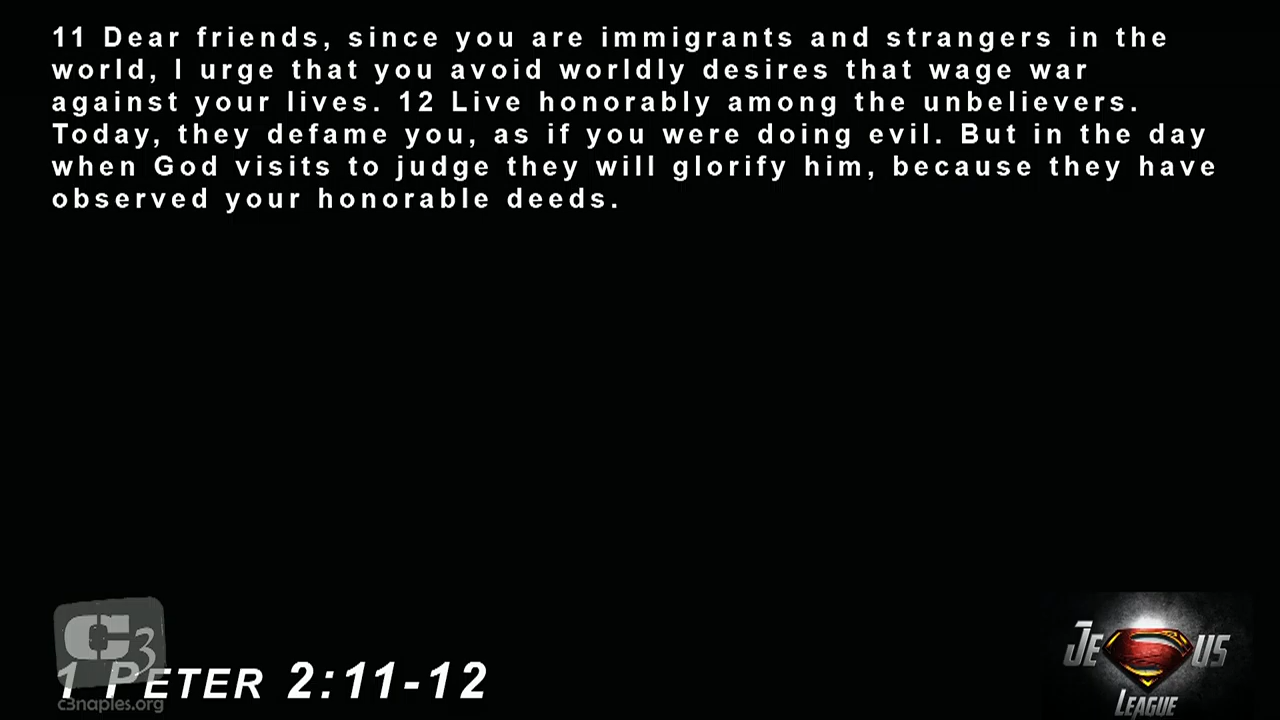 11 Dear friends, since you are immigrants and strangers in the
world, I urge that you avoid worldly desires that wage war
against your lives. 12 Live honorably among the unbelievers.
Today, they defame you, as if you were doing evil. But in the day
when God visits to judge they will glorify him, because they have
observed your honorable deeds.
C3
1 PETER 2:11-12
c3naples.org
JESUS
LEAGUE